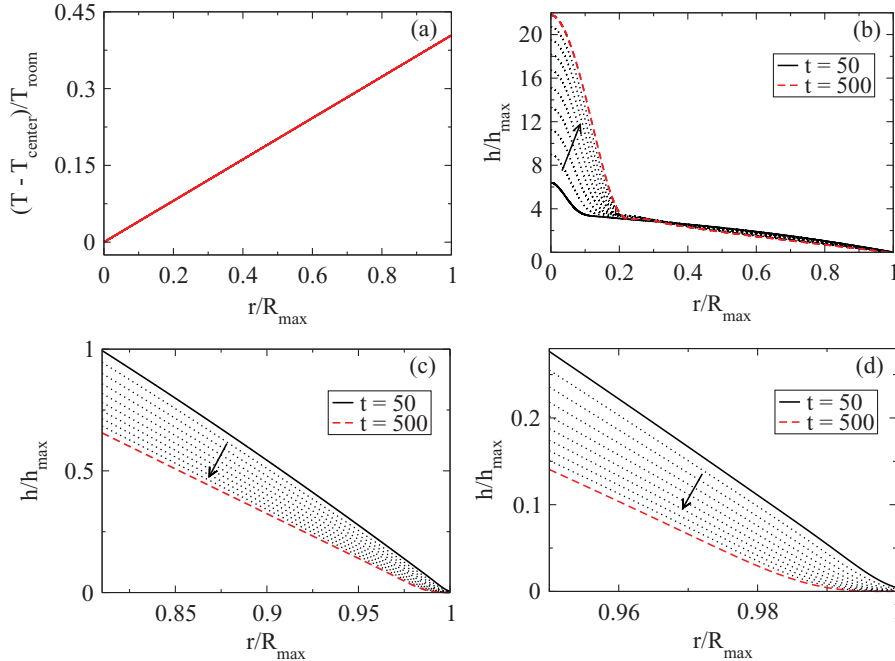 (a)
(T - T_center)/T_room
0.45
0.3
0.15
0
0 0.2 0.4 0.6 0.8 1
r/R_max
(b)
h/h_max
20
16
12
8
4
0
t = 50
t = 500
0 0.2 0.4 0.6 0.8 1
r/R_max
(c)
h/h_max
1
0.5
0
t = 50
t = 500
0.85 0.9 0.95 1
r/R_max
(d)
h/h_max
0.2
0.1
0
t = 50
t = 500
0.96 0.98
r/R_max